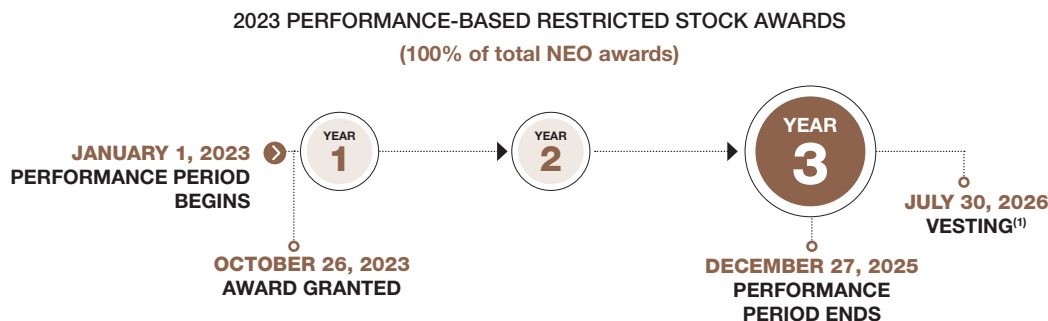 2023 PERFORMANCE-BASED RESTRICTED STOCK AWARDS
(100% of total NEO awards)
JANUARY 1, 2023
PERFORMANCE PERIOD
BEGINS
YEAR
1
YEAR
2
YEAR
3
OCTOBER 26, 2023
AWARD GRANTED
DECEMBER 27, 2025
PERFORMANCE
PERIOD ENDS
JULY 30, 2026
VESTING(1)